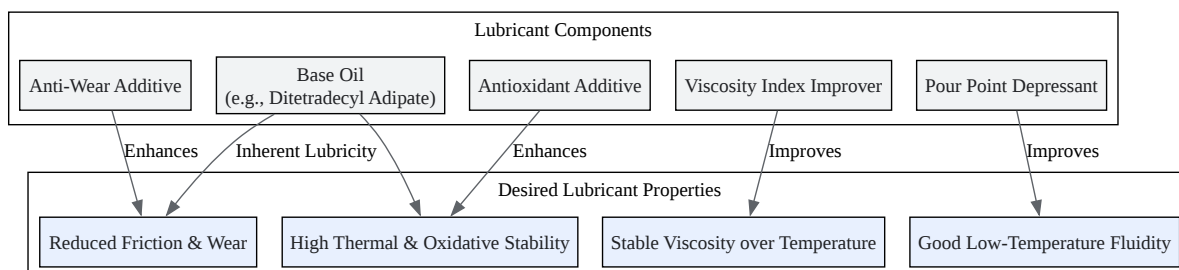 Lubricant Components
Anti-Wear Additive
Base Oil
(e.g., Ditetradecyl Adipate)
Antioxidant Additive
Viscosity Index Improver
Pour Point Depressant
Enhances
Inherent Lubricity
Enhances
Improves
Improves
Desired Lubricant Properties
Reduced Friction & Wear
High Thermal & Oxidative Stability
Stable Viscosity over Temperature
Good Low-Temperature Fluidity